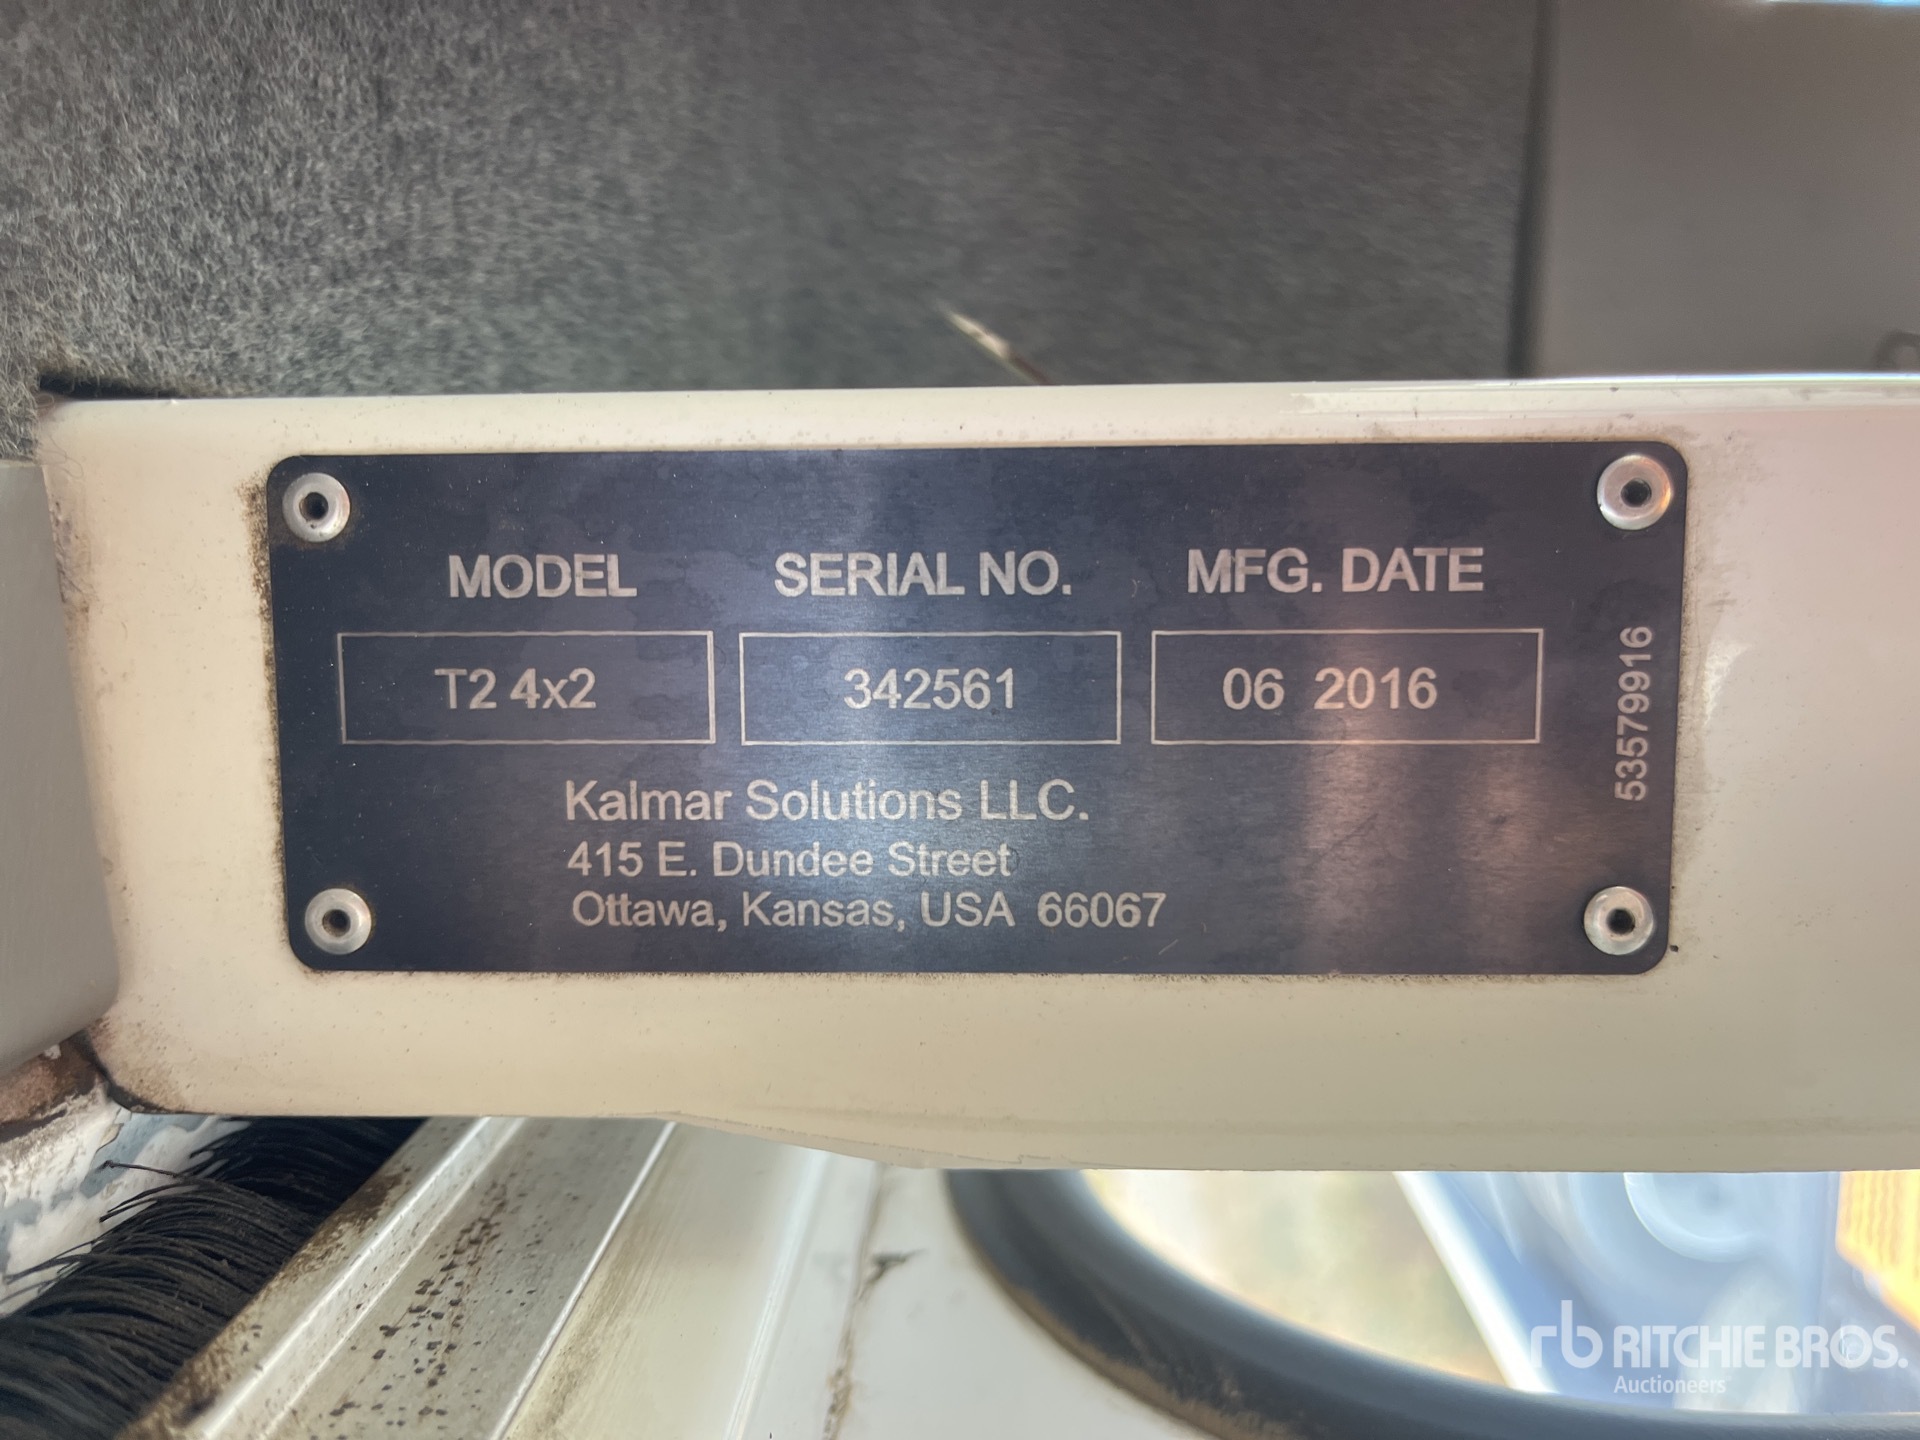 MODEL SERIAL NO. MFG. DATE
T2 4x2 342561 06 2016
Kalmar Solutions LLC.
415 E. Dundee Street
Ottawa, Kansas, USA 66067
53579916
rb RITCHIE BROS.
Auctioneers